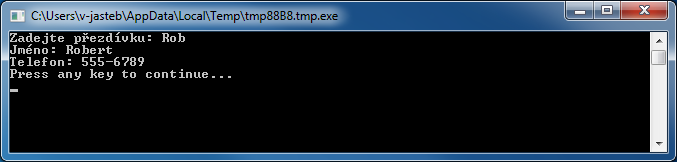 C:\Users\v-jasteb\AppData\Local\Temp\tmp88B8.tmp.exe
Zadejte přezdívku: Rob
Jméno: Robert
Telefon: 555-6789
Press any key to continue...